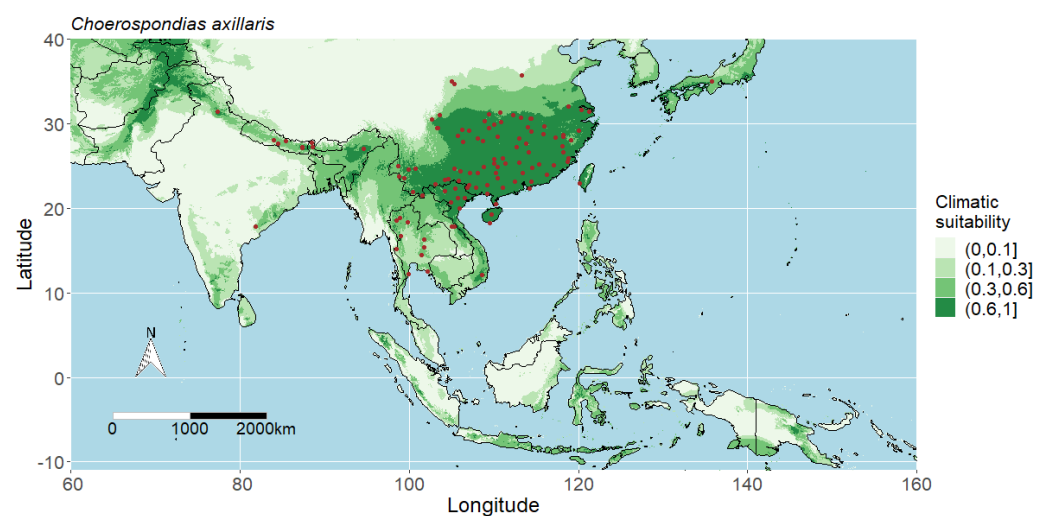 Choerospondias axillaris
40
30
20
10
0
-10
Latitude
N
0 1000 2000km
60 80 100 120 140 160
Longitude
Climatic
suitability
(0,0.1]
(0.1,0.3]
(0.3,0.6]
(0.6,1]